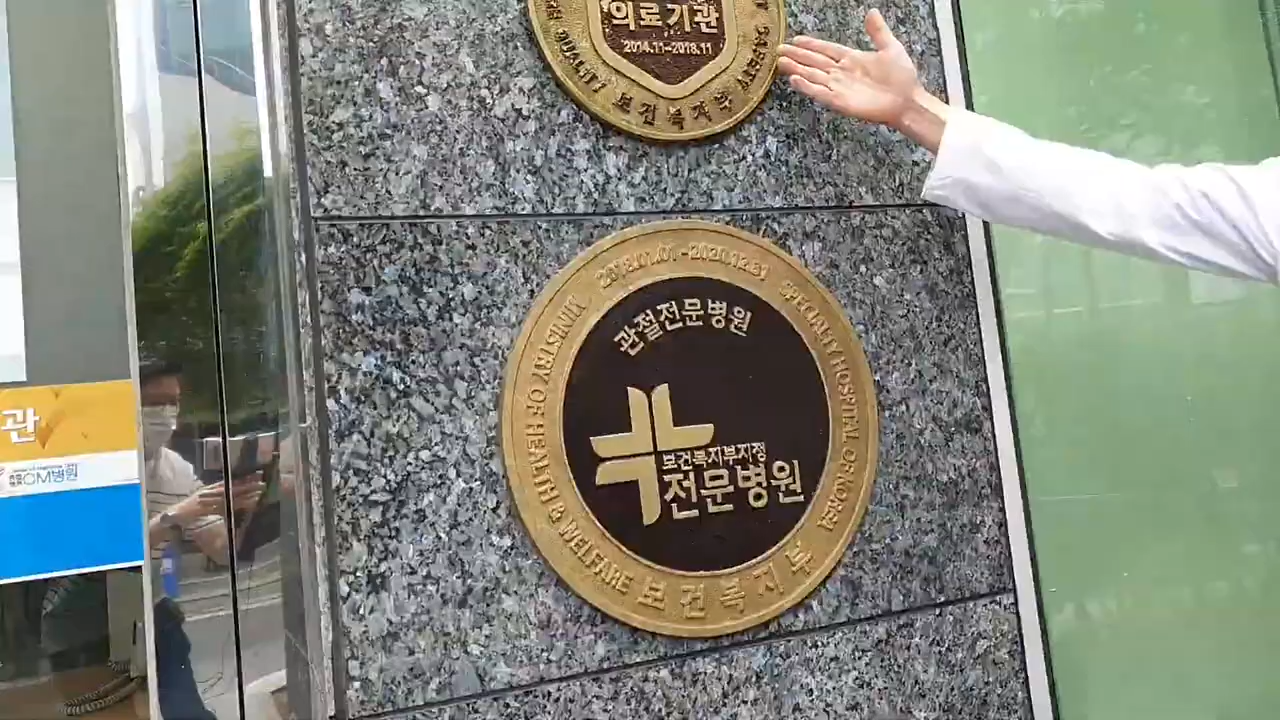 의료기관
2014.11~2018.11
QUALITY 보건복지부 SAFETY
2018.01.01~2020.12.31
MINISTRY OF HEALTH & WELFARE
SPECIALTY HOSPITAL OF KOREA
관절전문병원
보건복지부지정
전문병원
보건복지부
관
CM병원